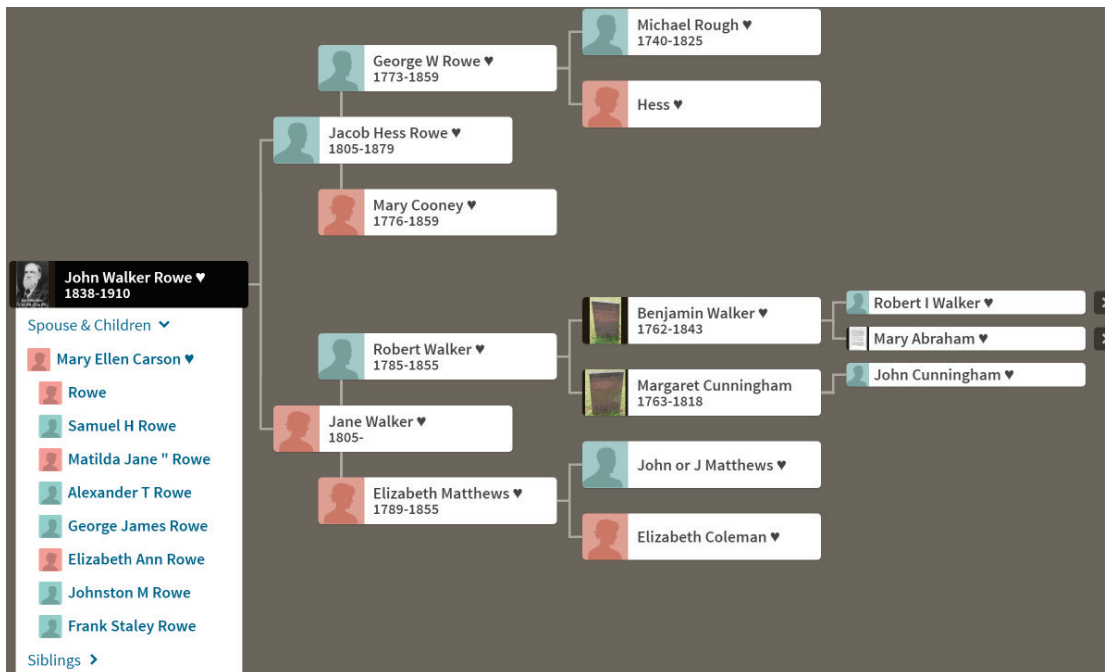 Michael Rough ♥
1740-1825
George W Rowe ♥
1773-1859
Hess ♥
Jacob Hess Rowe ♥
1805-1879
Mary Cooney ♥
1776-1859
John Walker Rowe ♥
1838-1910
Spouse & Children
Mary Ellen Carson ♥
Rowe
Samuel H Rowe
Matilda Jane " Rowe
Alexander T Rowe
George James Rowe
Elizabeth Ann Rowe
Johnston M Rowe
Frank Staley Rowe
Siblings
Robert Walker ♥
1785-1855
Jane Walker ♥
1805-
Elizabeth Matthews ♥
1789-1855
Benjamin Walker ♥
1762-1843
Margaret Cunningham
1763-1818
John or J Matthews ♥
Elizabeth Coleman ♥
Robert I Walker ♥
Mary Abraham ♥
John Cunningham ♥